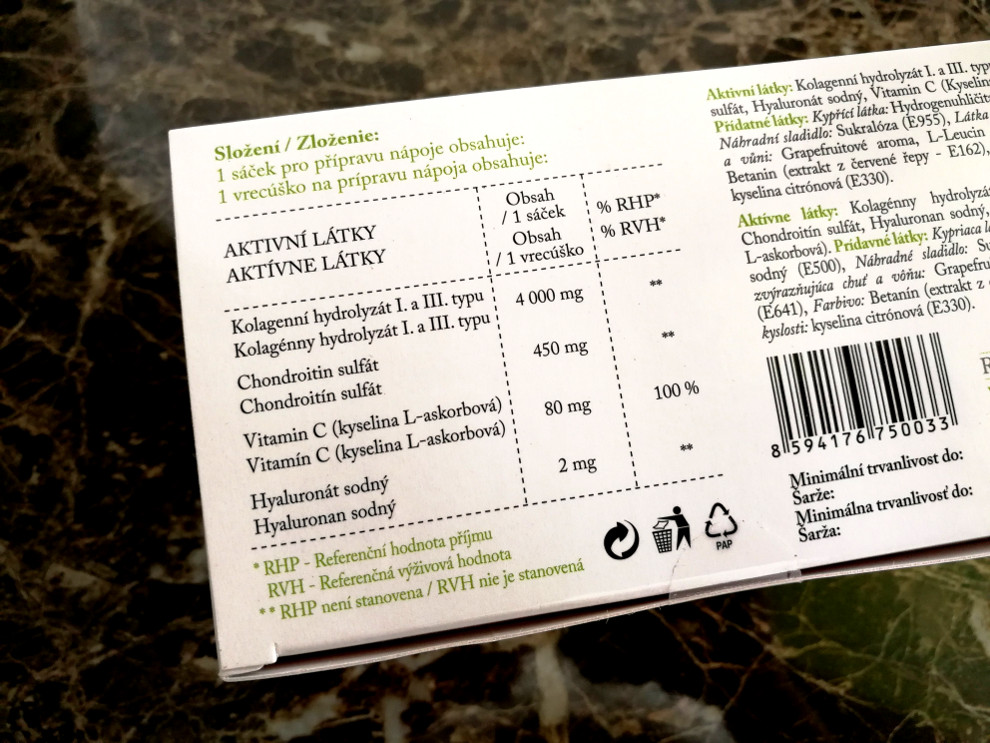 Složení / Zloženie:
1 sáček pro přípravu nápoje obsahuje:
1 vrecúško na prípravu nápoja obsahuje:
AKTIVNÍ LÁTKY
AKTÍVNE LÁTKY
Obsah
/ 1 sáček
Obsah
/ 1 vrecúško
% RHP*
% RVH*
Kolagenní hydrolyzát I. a III. typu
Kolagénny hydrolyzát I. a III. typu
4 000 mg
**
Chondroitin sulfát
Chondroitín sulfát
450 mg
**
Vitamin C (kyselina L-askorbová)
Vitamín C (kyselina L-askorbová)
80 mg
100 %
Hyaluronát sodný
Hyaluronan sodný
2 mg
**
* RHP - Referenční hodnota příjmu
RVH - Referenčná výživová hodnota
** RHP není stanovena / RVH nie je stanovená
PAP
Aktivní látky: Kolagenní hydrolyzát I. a III. typu
sulfát, Hyaluronát sodný, Vitamin C (Kyselin
Přídatné látky: Kypřící látka: Hydrogenuhličit
Náhradní sladidlo: Sukralóza (E955), Látka
a vůni: Grapefruitové aroma, L-Leucin
Betanin (extrakt z červené řepy - E162),
kyselina citrónová (E330).
Aktívne látky: Kolagénny hydrolyzá
Chondroitin sulfát, Hyaluronan sodný,
L-askorbová). Prídavné látky: Kypriaca l
sodný (E500), Náhradné sladidlo: Su
zvýrazňujúca chuť a vôňu: Grapefru
(E641), Farbivo: Betanín (extrakt z
kyslosti: kyselina citrónová (E330).
8 594176 750033
Minimální trvanlivost do:
Šarže:
Minimálna trvanlivosť do:
Šarža: